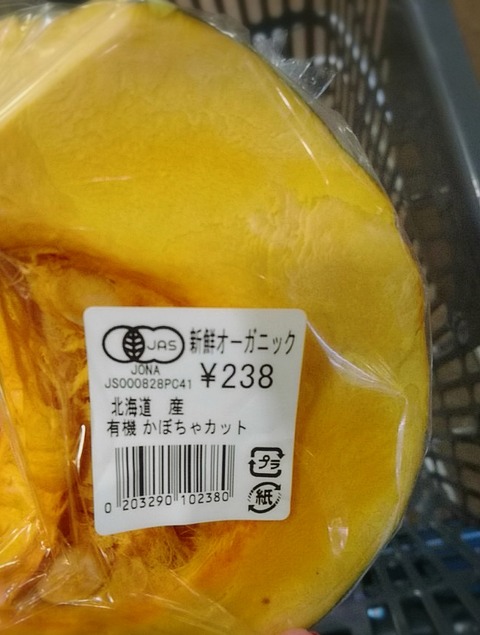 JAS 新鮮オーガニック
JONA
JS000828PC41 ¥238
北海道 産
有機 かぼちゃカット
0 203290 102380
プラ
紙